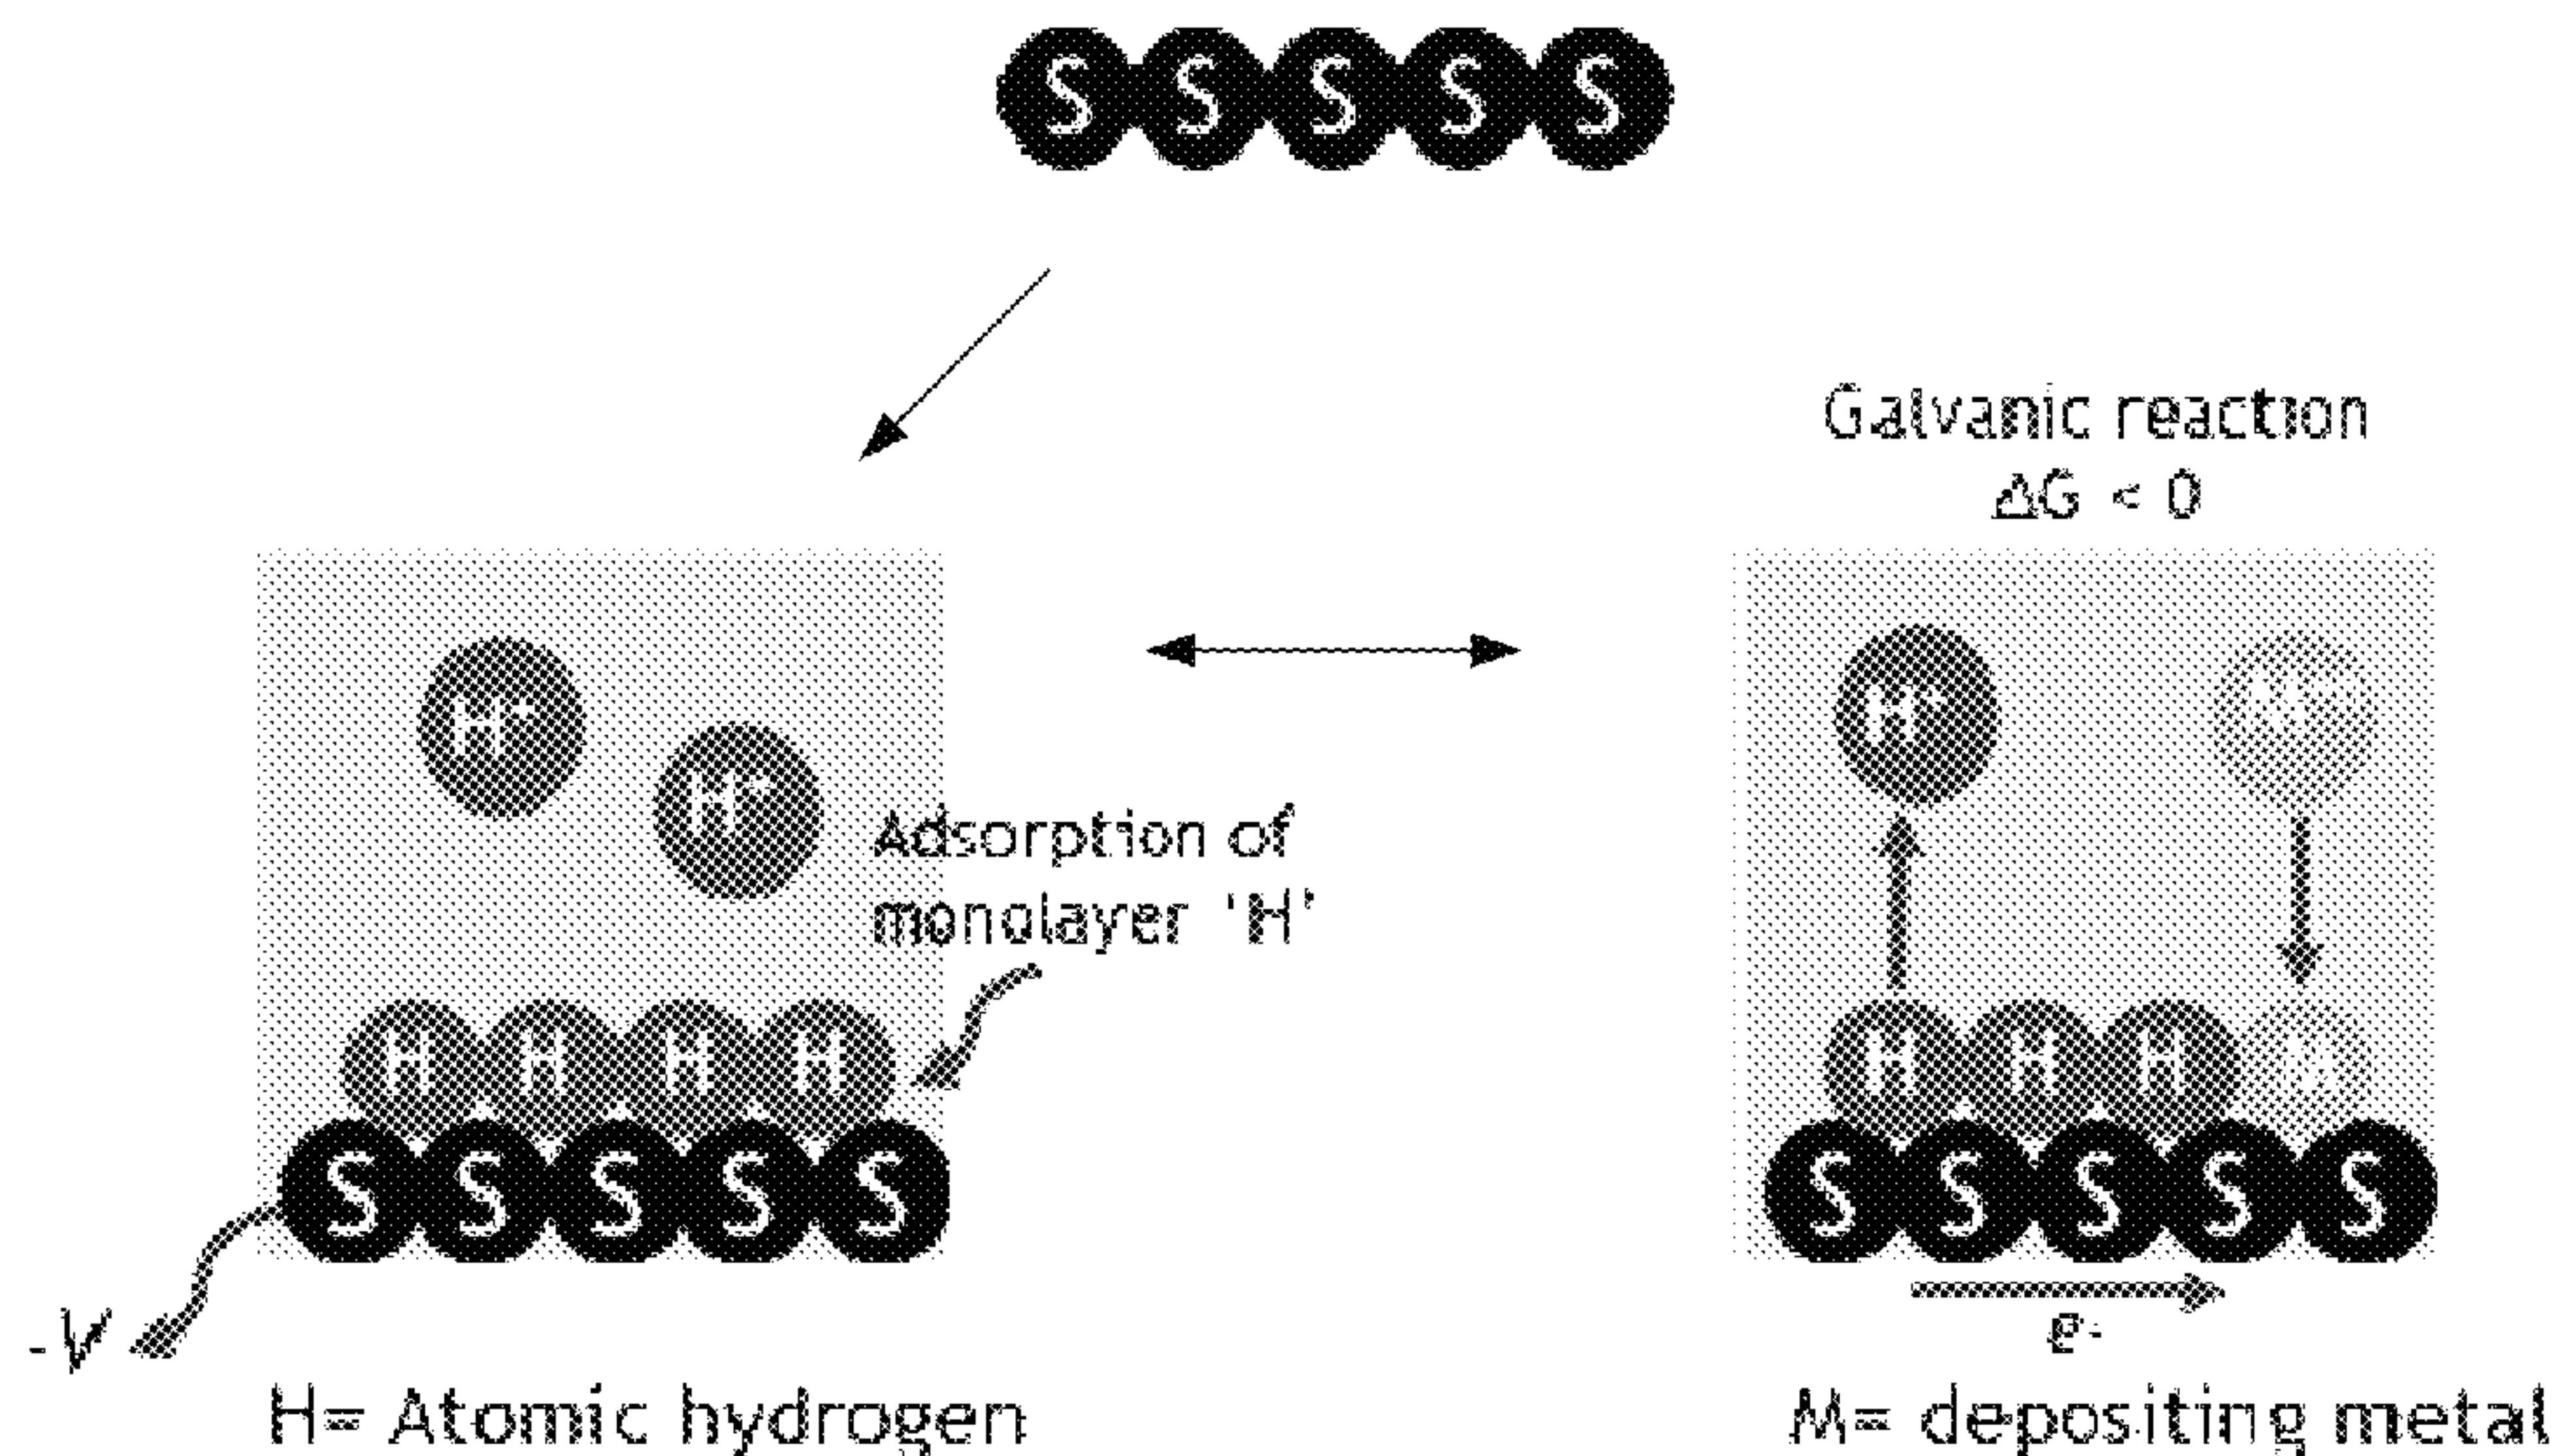 S S S S S
Galvanic reaction
ΔG < 0
H⁺
H⁺
H⁺
Adsorption of
monolayer 'H'
H H H H
H H H M
S S S S S
S S S S S
-V
e-
H= Atomic hydrogen
M= depositing metal